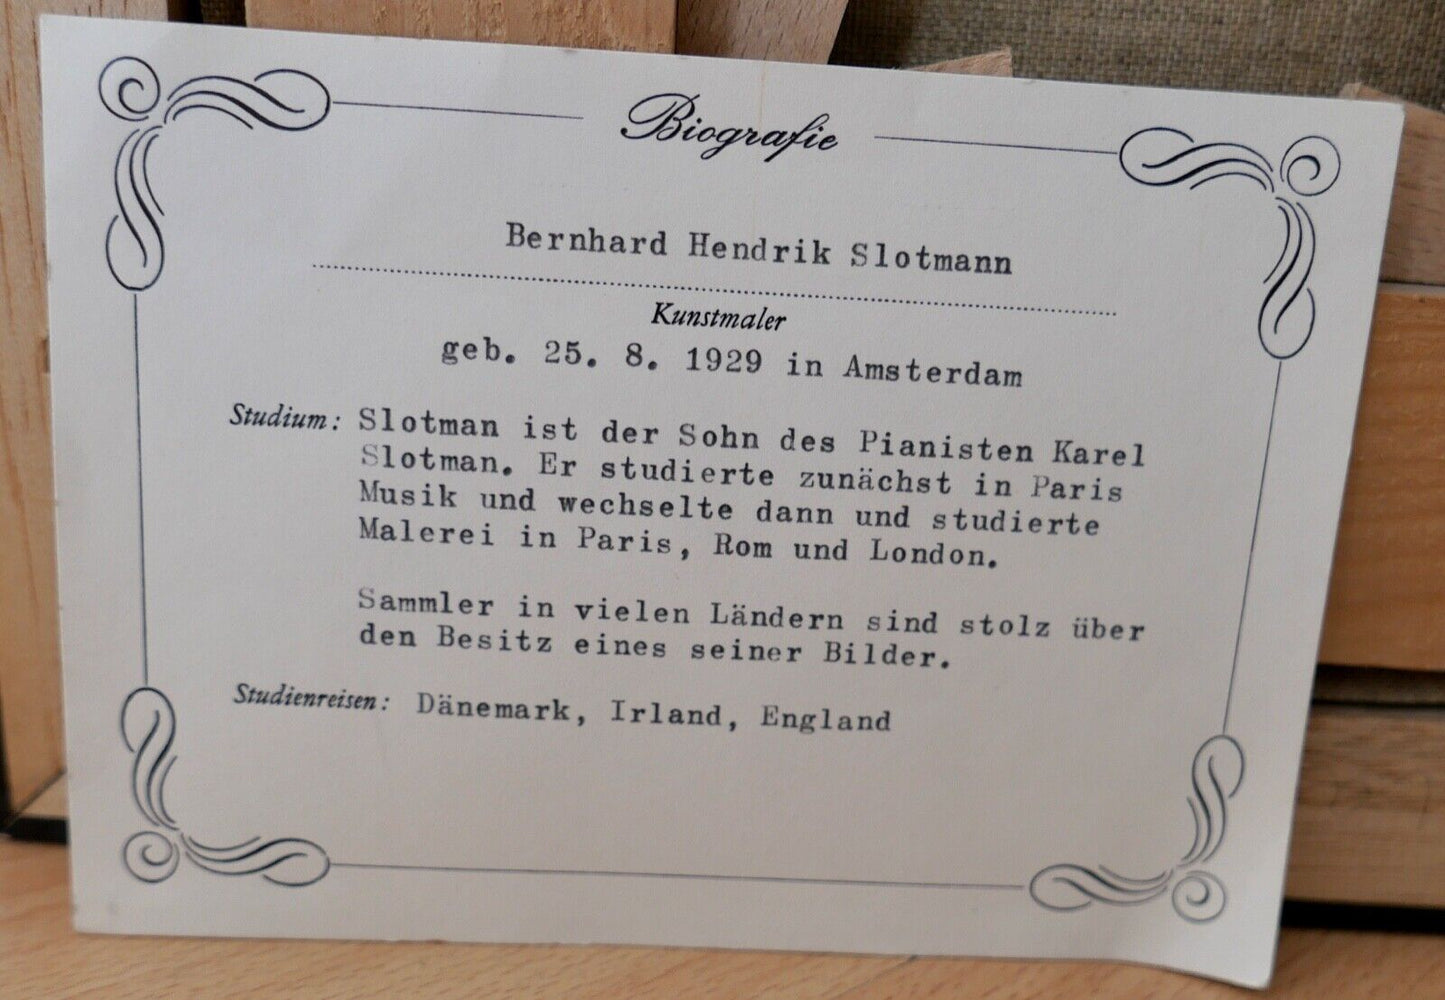 Biografie
Bernhard Hendrik Slotmann
Kunstmaler
geb. 25. 8. 1929 in Amsterdam
Studium: Slotman ist der Sohn des Pianisten Karel
Slotman. Er studierte zunächst in Paris
Musik und wechselte dann und studierte
Malerei in Paris, Rom und London.
Sammler in vielen Ländern sind stolz über
den Besitz eines seiner Bilder.
Studienreisen: Dänemark, Irland, England